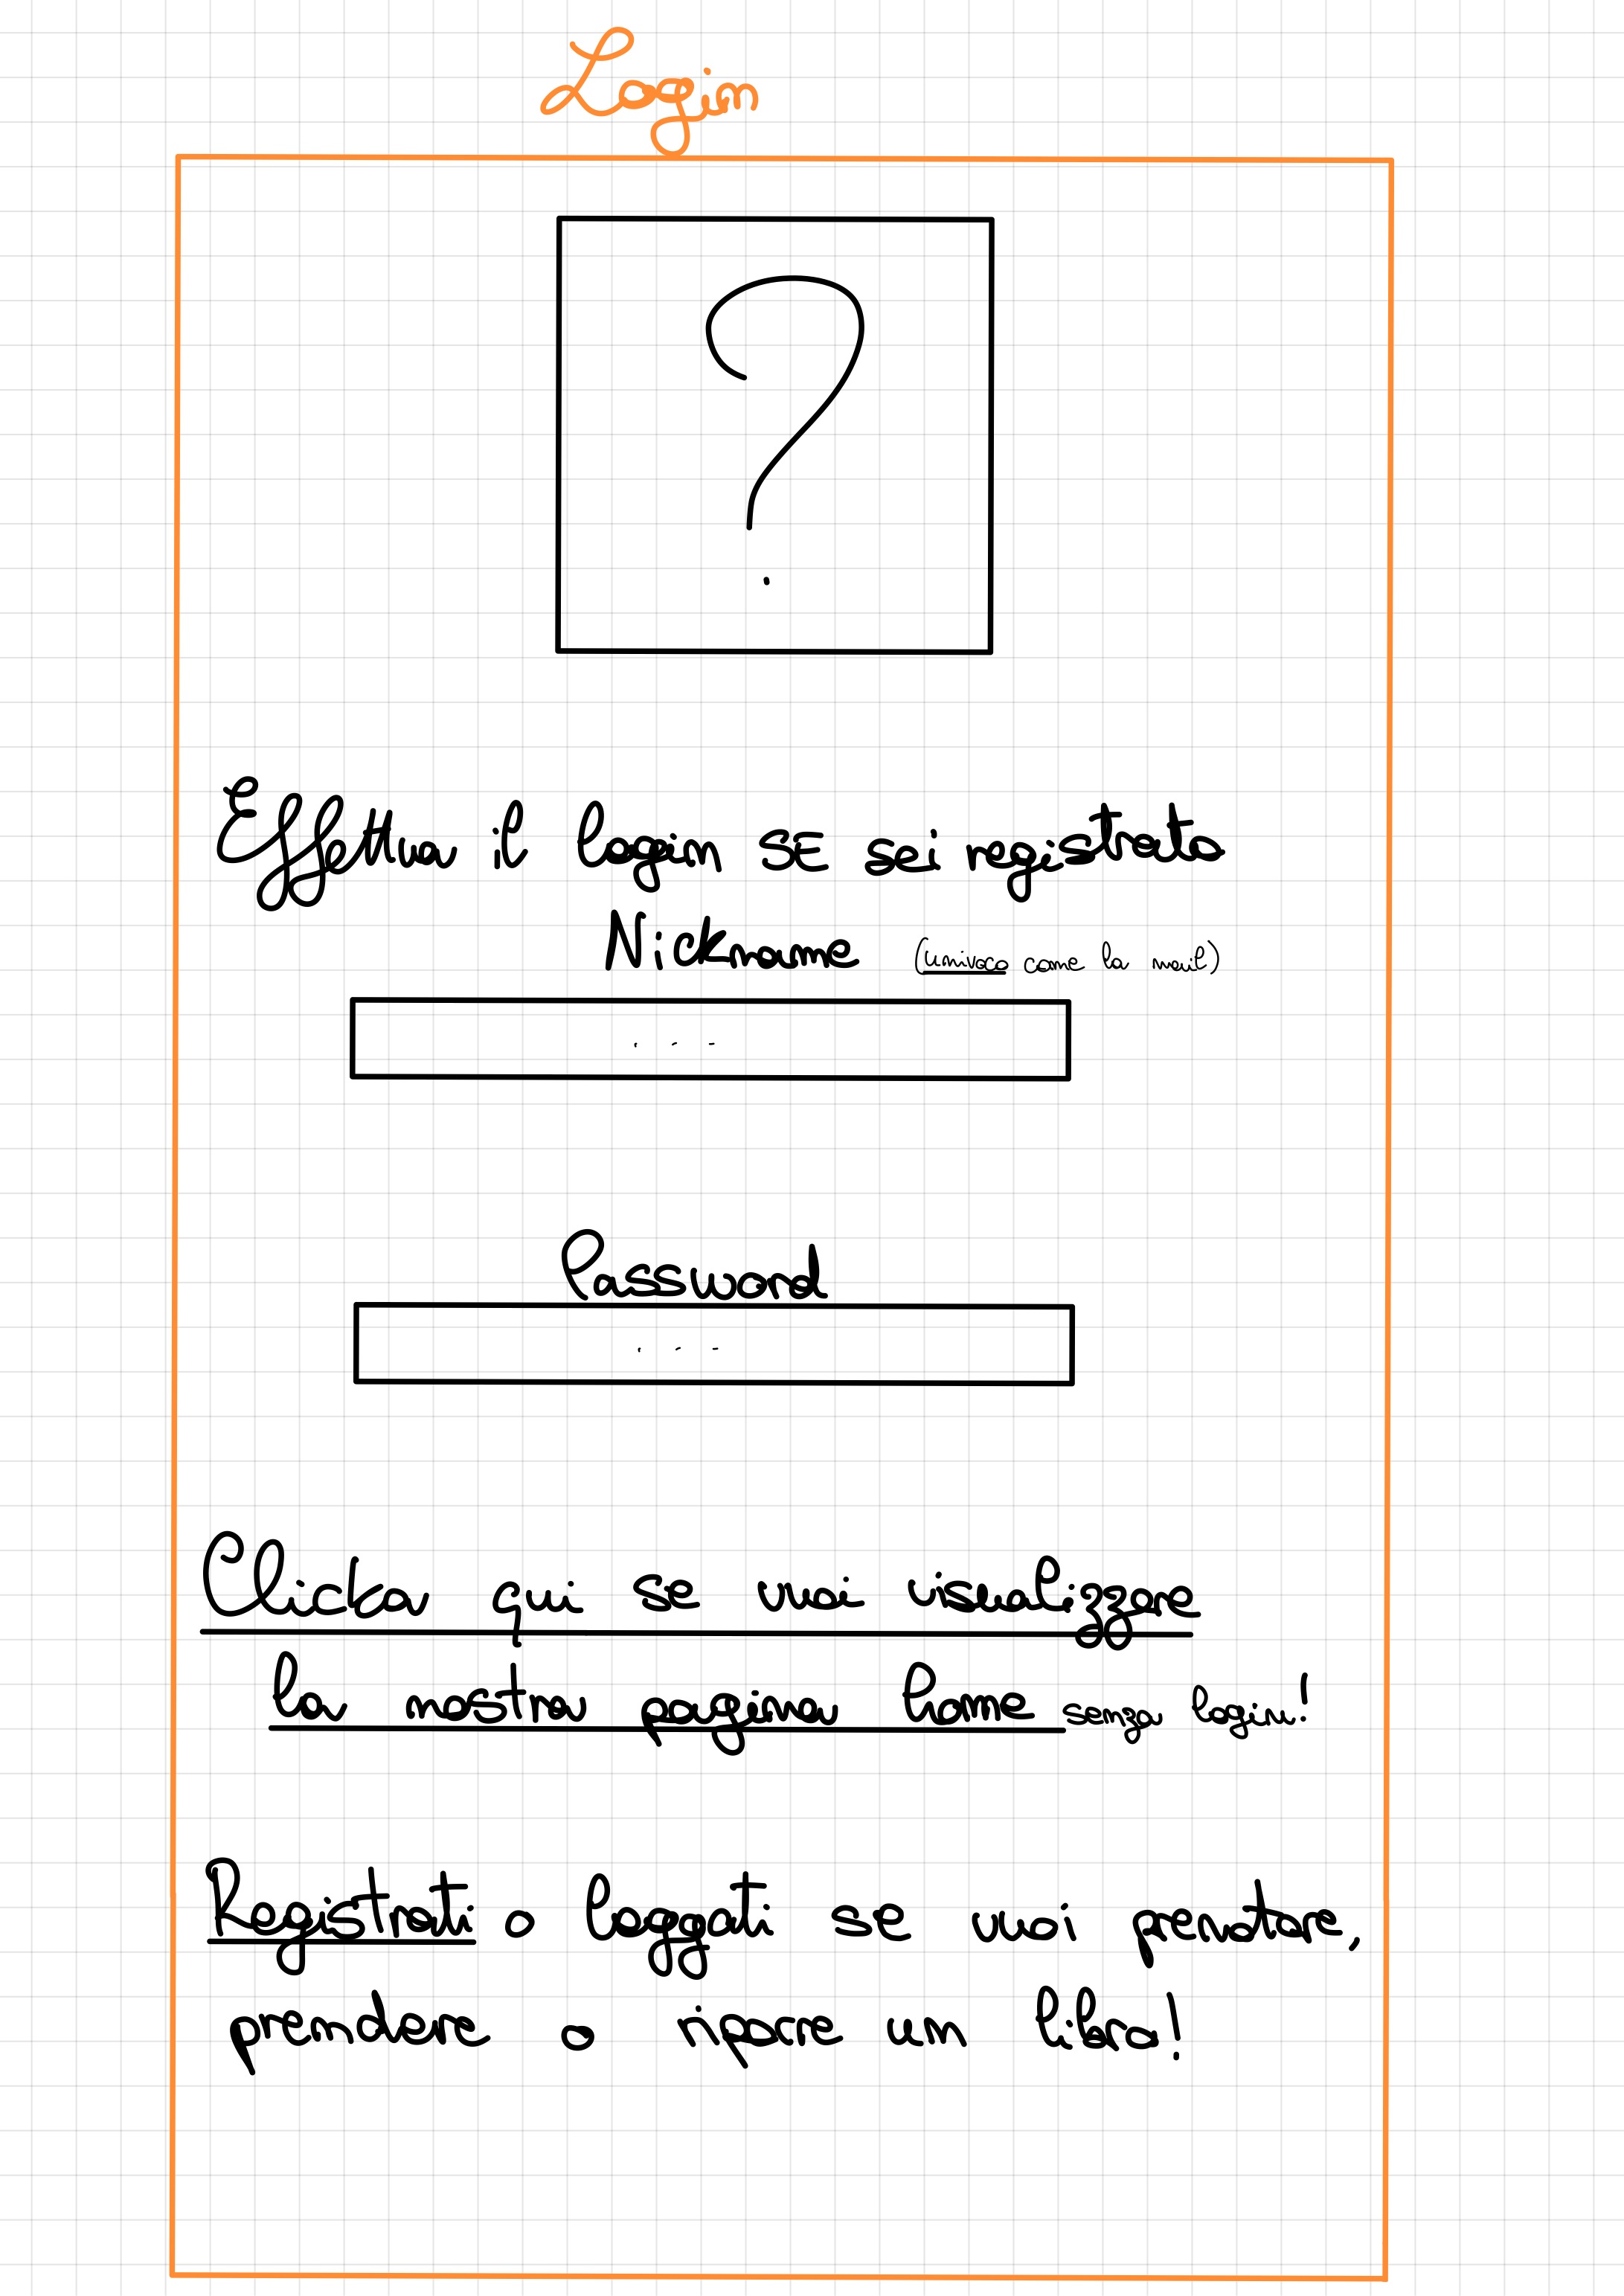 Login
?
Effettua il login SE sei registrato
Nickname (univoco come la mail)
. . .
Password
. . .
Clicka qui se vuoi visualizzare
la nostra pagina home senza login!
Registrati o loggati se vuoi prenotare,
prendere o riporre un libro!